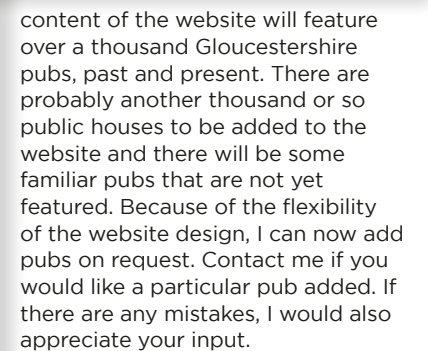 content of the website will feature
over a thousand Gloucestershire
pubs, past and present. There are
probably another thousand or so
public houses to be added to the
website and there will be some
familiar pubs that are not yet
featured. Because of the flexibility
of the website design, I can now add
pubs on request. Contact me if you
would like a particular pub added. If
there are any mistakes, I would also
appreciate your input.